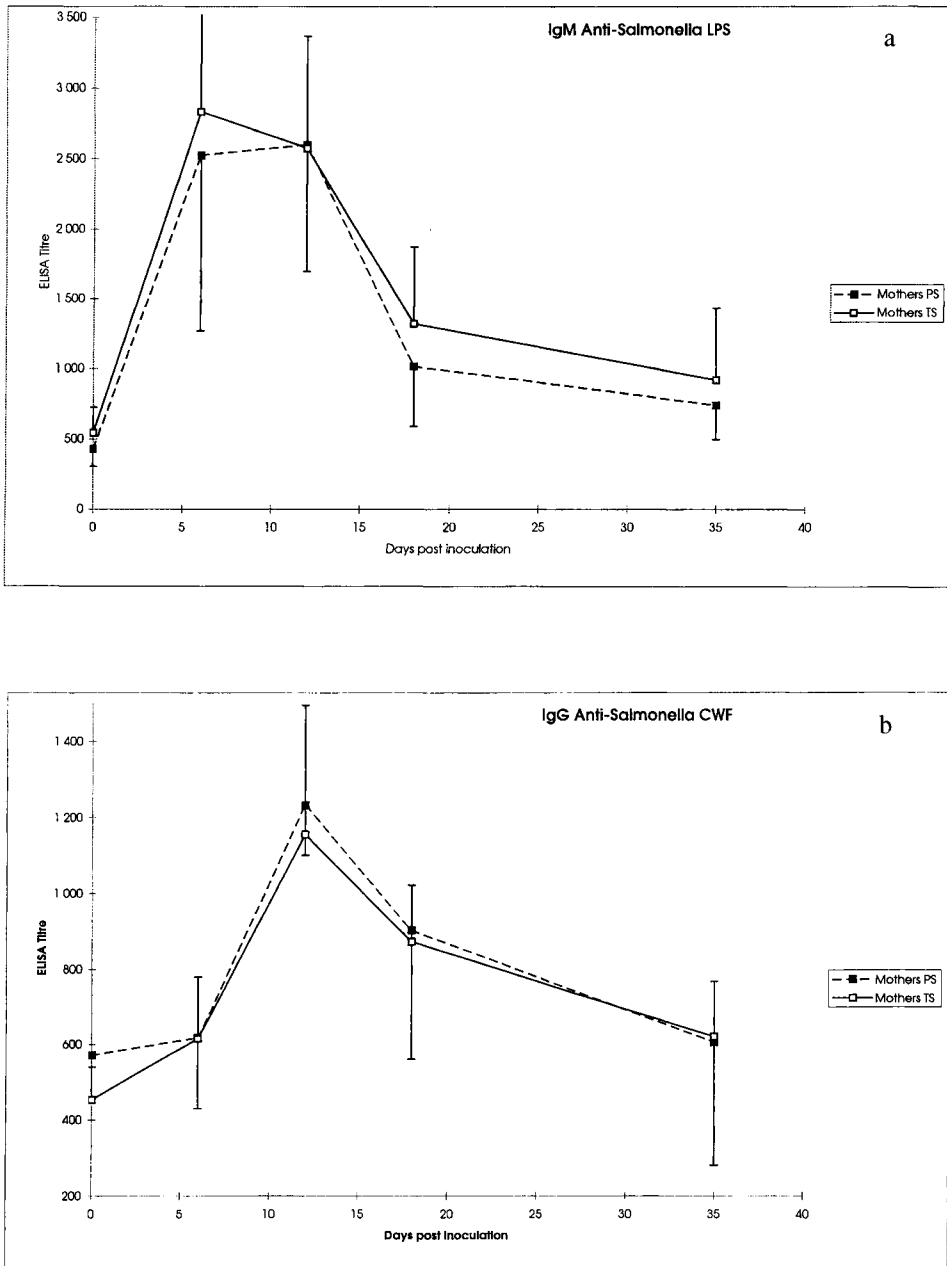 IgM Anti-Salmonella LPS
a
3 500
3 000
2 500
2 000
1 500
1 000
500
0
ELISA Titre
0 5 10 15 20 25 30 35 40
Days post inoculation
Mothers PS
Mothers TS
IgG Anti-Salmonella CWF
b
1 400
1 200
1 000
800
600
400
200
ELISA Titre
0 5 10 15 20 25 30 35 40
Days post Inoculation
Mothers PS
Mothers TS